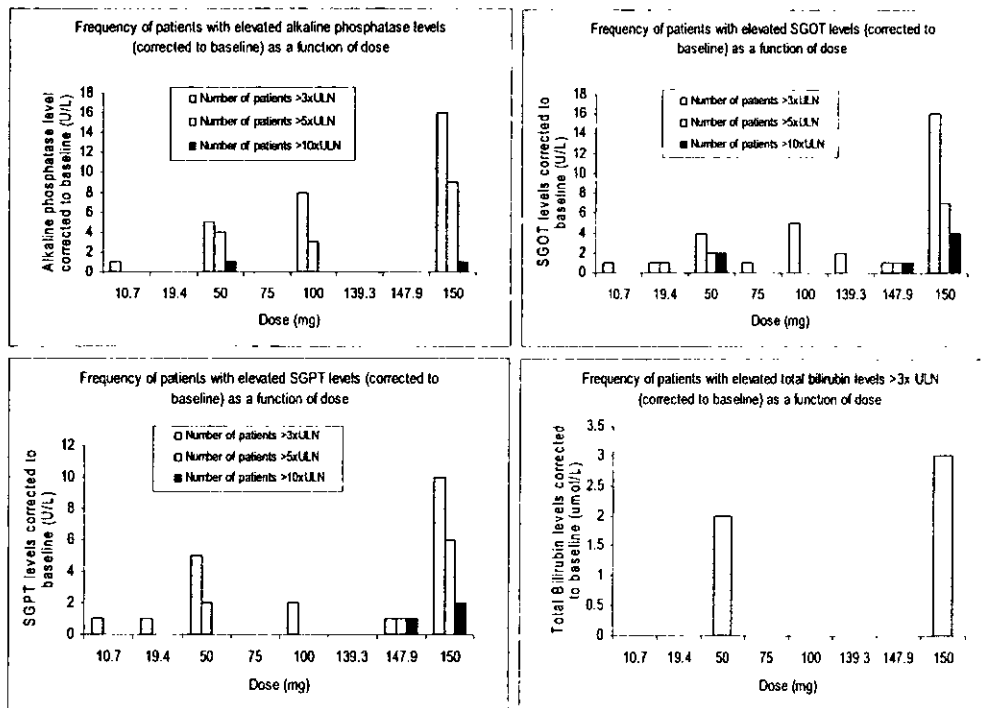 Frequency of patients with elevated alkaline phosphatase levels
(corrected to baseline) as a function of dose
Alkaline phosphatase level
corrected to baseline (U/L)
18
16
14
12
10
8
6
4
2
0
□ Number of patients >3xULN
□ Number of patients >5xULN
■ Number of patients >10xULN
10.7 19.4 50 75 100 139.3 147.9 150
Dose (mg)
Frequency of patients with elevated SGOT levels (corrected to
baseline) as a function of dose
SGOT levels corrected to
baseline (U/L)
18
16
14
12
10
8
6
4
2
0
□ Number of patients >3xULN
□ Number of patients >5xULN
■ Number of patients >10xULN
10.7 19.4 50 75 100 139.3 147.9 150
Dose (mg)
Frequency of patients with elevated SGPT levels (corrected to
baseline) as a function of dose
SGPT levels corrected to
baseline (U/L)
12
10
8
6
4
2
0
□ Number of patients >3xULN
□ Number of patients >5xULN
■ Number of patients >10xULN
10.7 19.4 50 75 100 139.3 147.9 150
Dose (mg)
Frequency of patients with elevated total bilirubin levels >3x ULN
(corrected to baseline) as a function of dose
Total Bilirubin levels corrected
to baseline (umol/L)
3.5
3
2.5
2
1.5
1
0.5
0
10.7 19.4 50 75 100 139.3 147.9 150
Dose (mg)